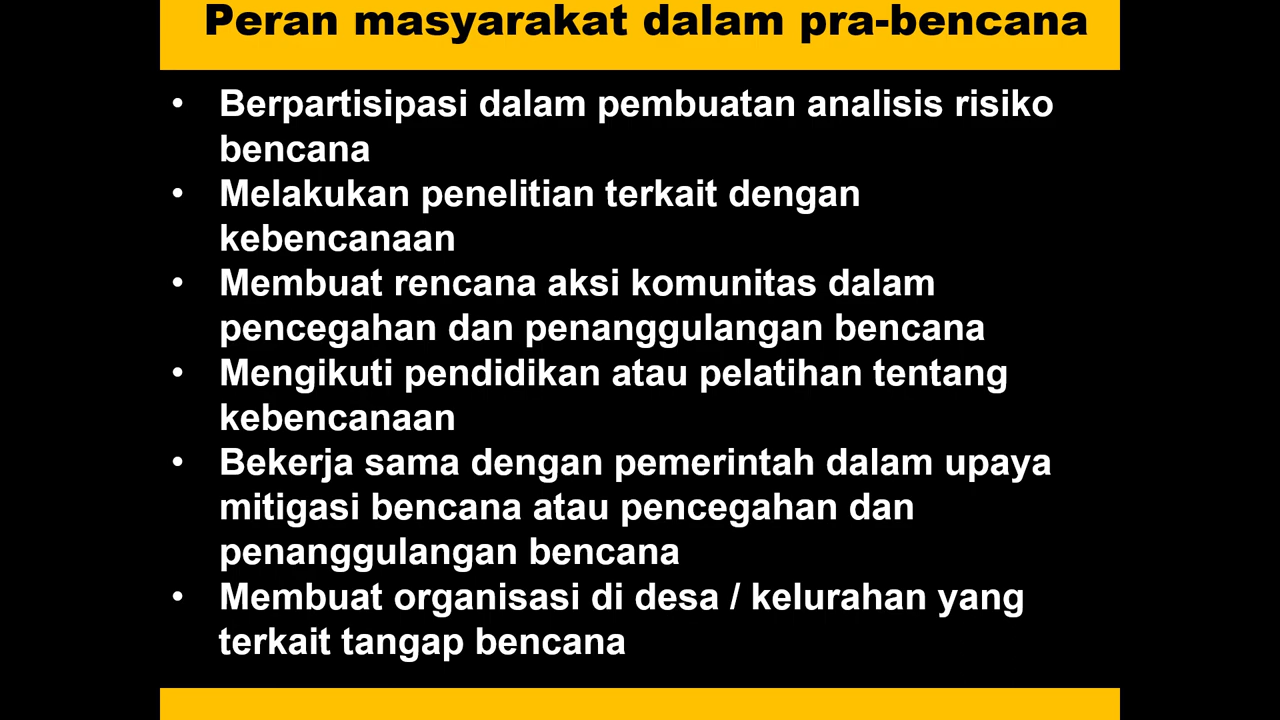 Peran masyarakat dalam pra-bencana
• Berpartisipasi dalam pembuatan analisis risiko
bencana
• Melakukan penelitian terkait dengan
kebencanaan
• Membuat rencana aksi komunitas dalam
pencegahan dan penanggulangan bencana
• Mengikuti pendidikan atau pelatihan tentang
kebencanaan
• Bekerja sama dengan pemerintah dalam upaya
mitigasi bencana atau pencegahan dan
penanggulangan bencana
• Membuat organisasi di desa / kelurahan yang
terkait tangap bencana